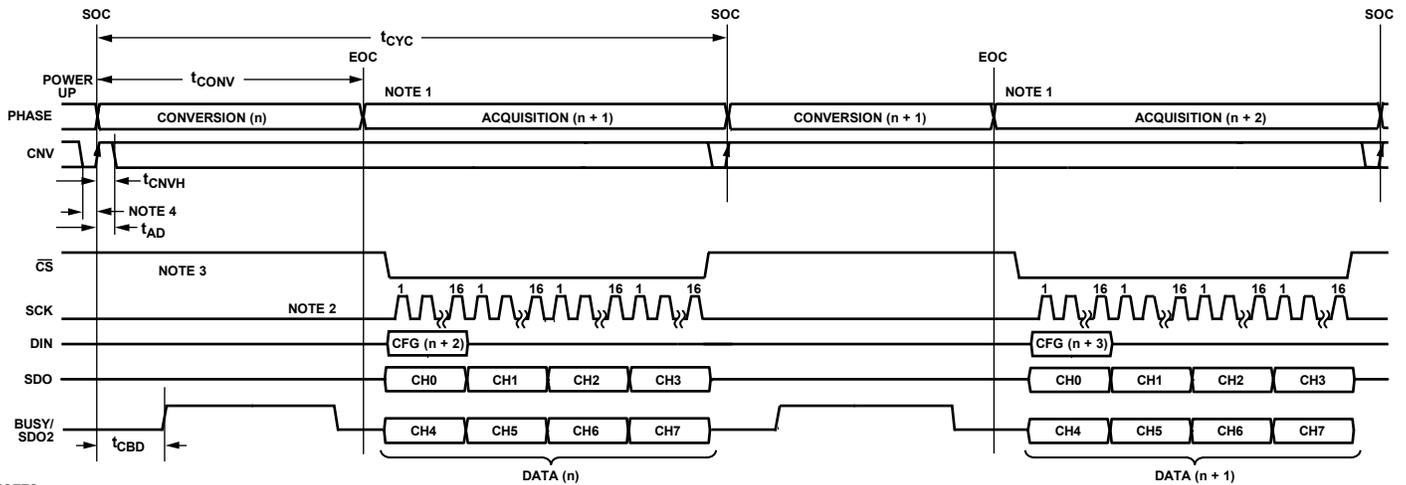 SOC SOC SOC
tCYC
EOC EOC
POWER UP tCONV NOTE 1 NOTE 1
PHASE CONVERSION (n) ACQUISITION (n + 1) CONVERSION (n + 1) ACQUISITION (n + 2)
CNV
tCNVH
NOTE 4
tAD
CS NOTE 3
1 16 1 16 1 16 1 16 1 16 1 16 1 16 1 16
SCK NOTE 2
DIN CFG (n + 2) CFG (n + 3)
SDO CH0 CH1 CH2 CH3 CH0 CH1 CH2 CH3
BUSY/
SDO2 CH4 CH5 CH6 CH7 CH4 CH5 CH6 CH7
tCBD
DATA (n) DATA (n + 1)